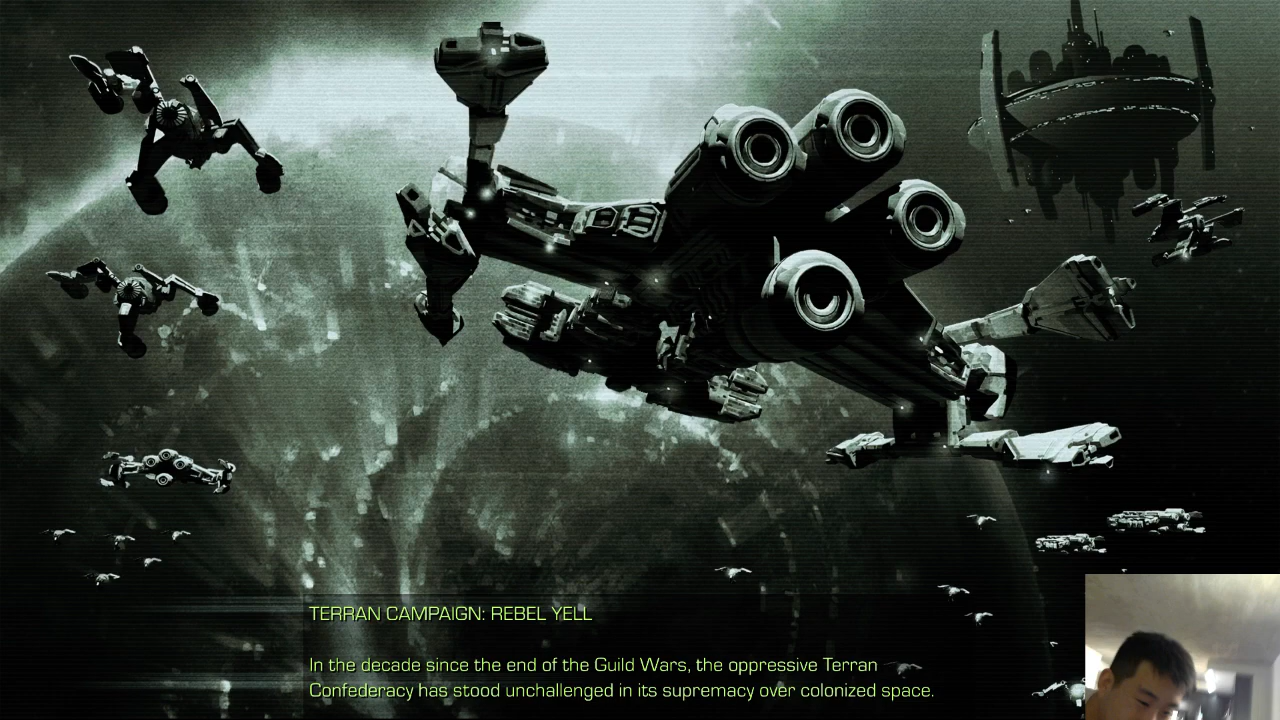 TERRAN CAMPAIGN: REBEL YELL
In the decade since the end of the Guild Wars, the oppressive Terran
Confederacy has stood unchallenged in its supremacy over colonized space.